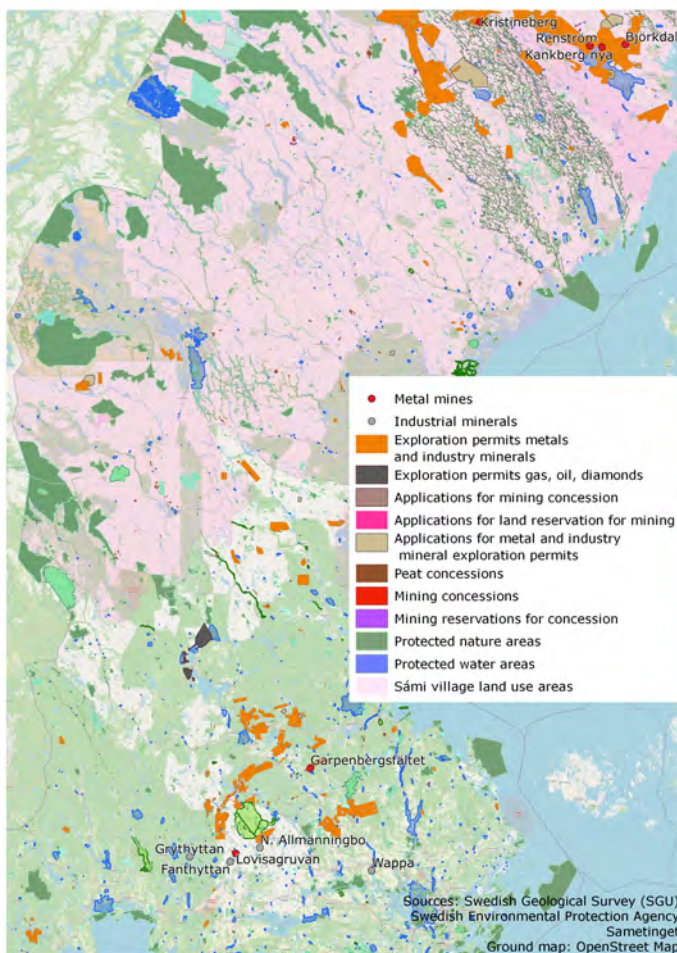 Kristineberg
Renström
Björkdal
Kankberg nya
Metal mines
Industrial minerals
Exploration permits metals
and industry minerals
Exploration permits gas, oil, diamonds
Applications for mining concession
Applications for land reservation for mining
Applications for metal and industry
mineral exploration permits
Peat concessions
Mining concessions
Mining reservations for concession
Protected nature areas
Protected water areas
Sámi village land use areas
Garpenbergsfältet
N. Allmänningbo
Grythyttan
Lovisagruvan
Fanthyttan
Wappa
Sources: Swedish Geological Survey (SGU)
Swedish Environmental Protection Agency
Sametinget
Ground map: OpenStreet Map